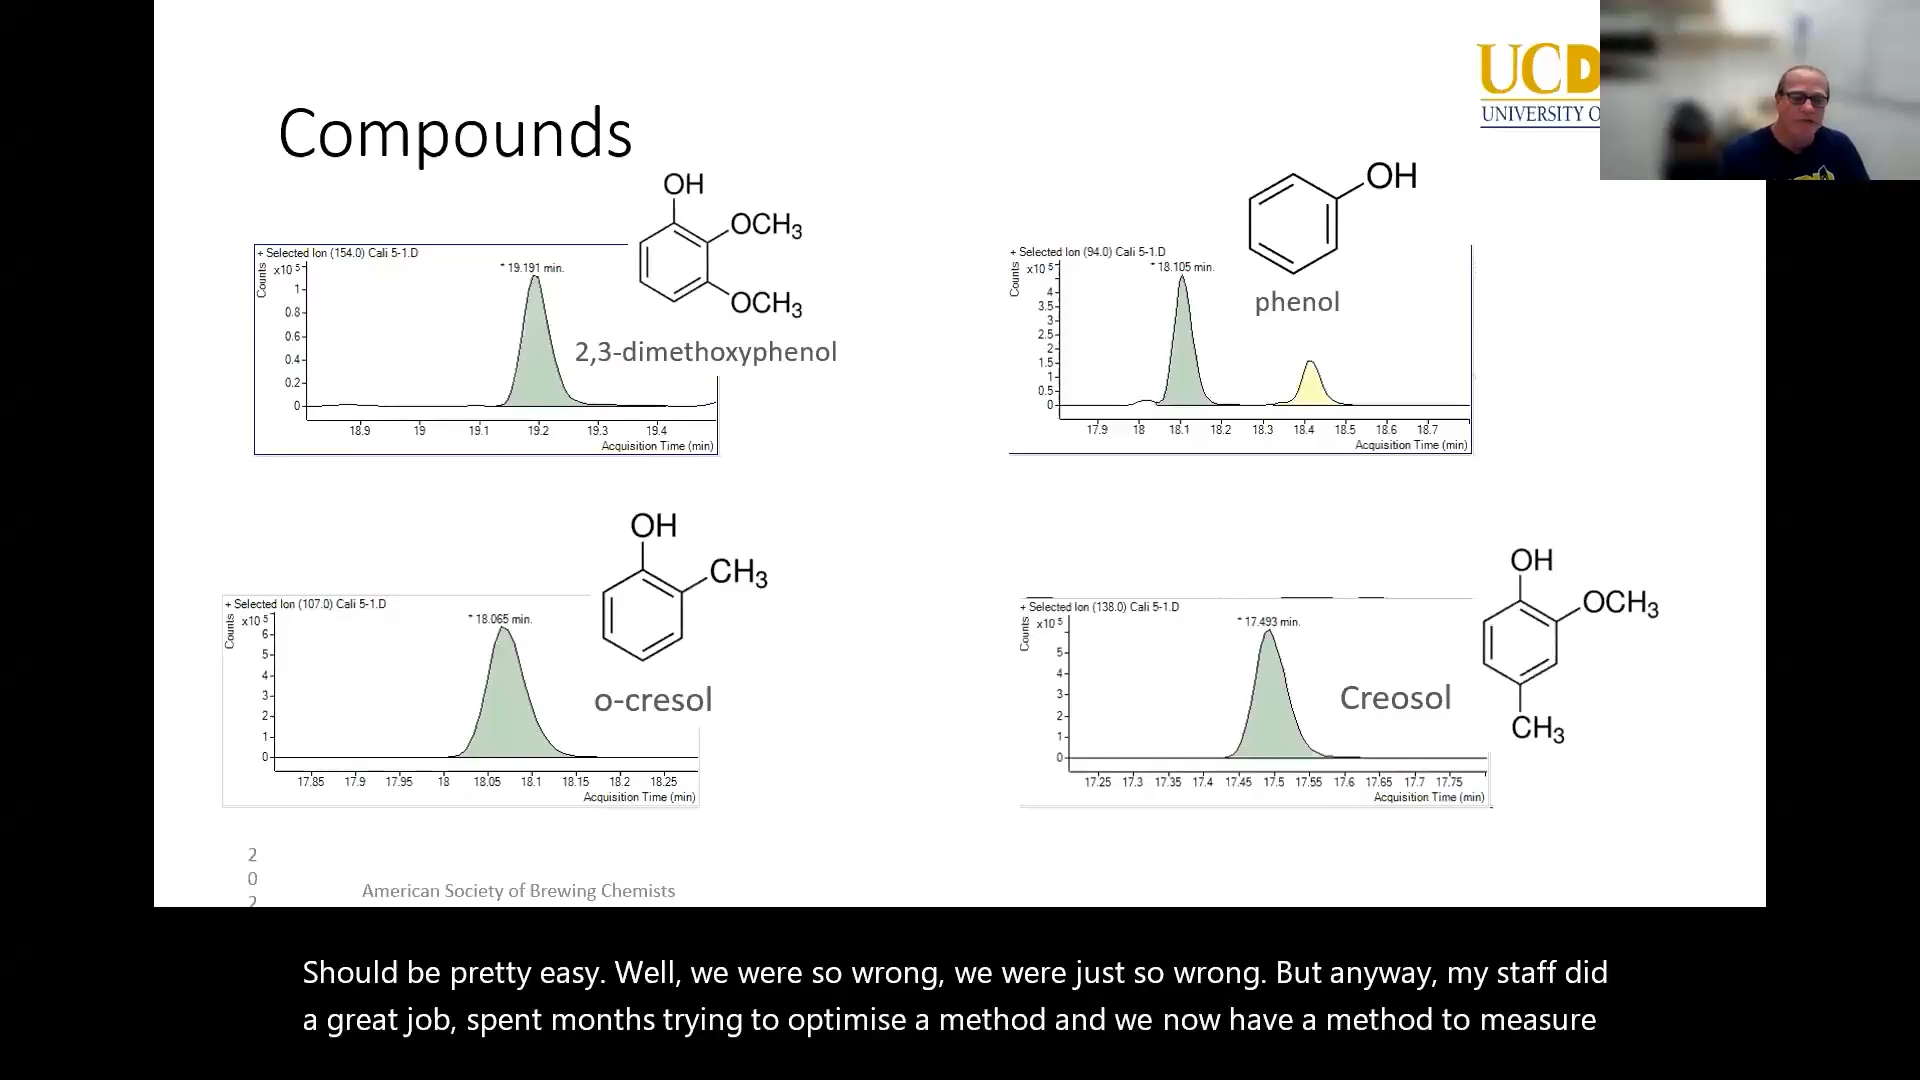 Compounds
UCD
UNIVERSITY O
OH
OCH3
OCH3
2,3-dimethoxyphenol
+ Selected Ion (154.0) Cali 5-1.D
Counts
x10 5
* 19.191 min.
1
0.8
0.6
0.4
0.2
0
18.9 19 19.1 19.2 19.3 19.4
Acquisition Time (min)
OH
phenol
+ Selected Ion (94.0) Cali 5-1.D
Counts
x10 5
* 18.105 min.
4
3.5
3
2.5
2
1.5
1
0.5
0
17.9 18 18.1 18.2 18.3 18.4 18.5 18.6 18.7
Acquisition Time (min)
OH
CH3
o-cresol
+ Selected Ion (107.0) Cali 5-1.D
Counts
x10 5
* 18.065 min.
6
5
4
3
2
1
0
17.85 17.9 17.95 18 18.05 18.1 18.15 18.2 18.25
Acquisition Time (min)
OH
OCH3
CH3
Creosol
+ Selected Ion (138.0) Cali 5-1.D
Counts
x10 5
* 17.493 min.
5
4
3
2
1
0
17.25 17.3 17.35 17.4 17.45 17.5 17.55 17.6 17.65 17.7 17.75
Acquisition Time (min)
2
0
2
American Society of Brewing Chemists
Should be pretty easy. Well, we were so wrong, we were just so wrong. But anyway, my staff did
a great job, spent months trying to optimise a method and we now have a method to measure